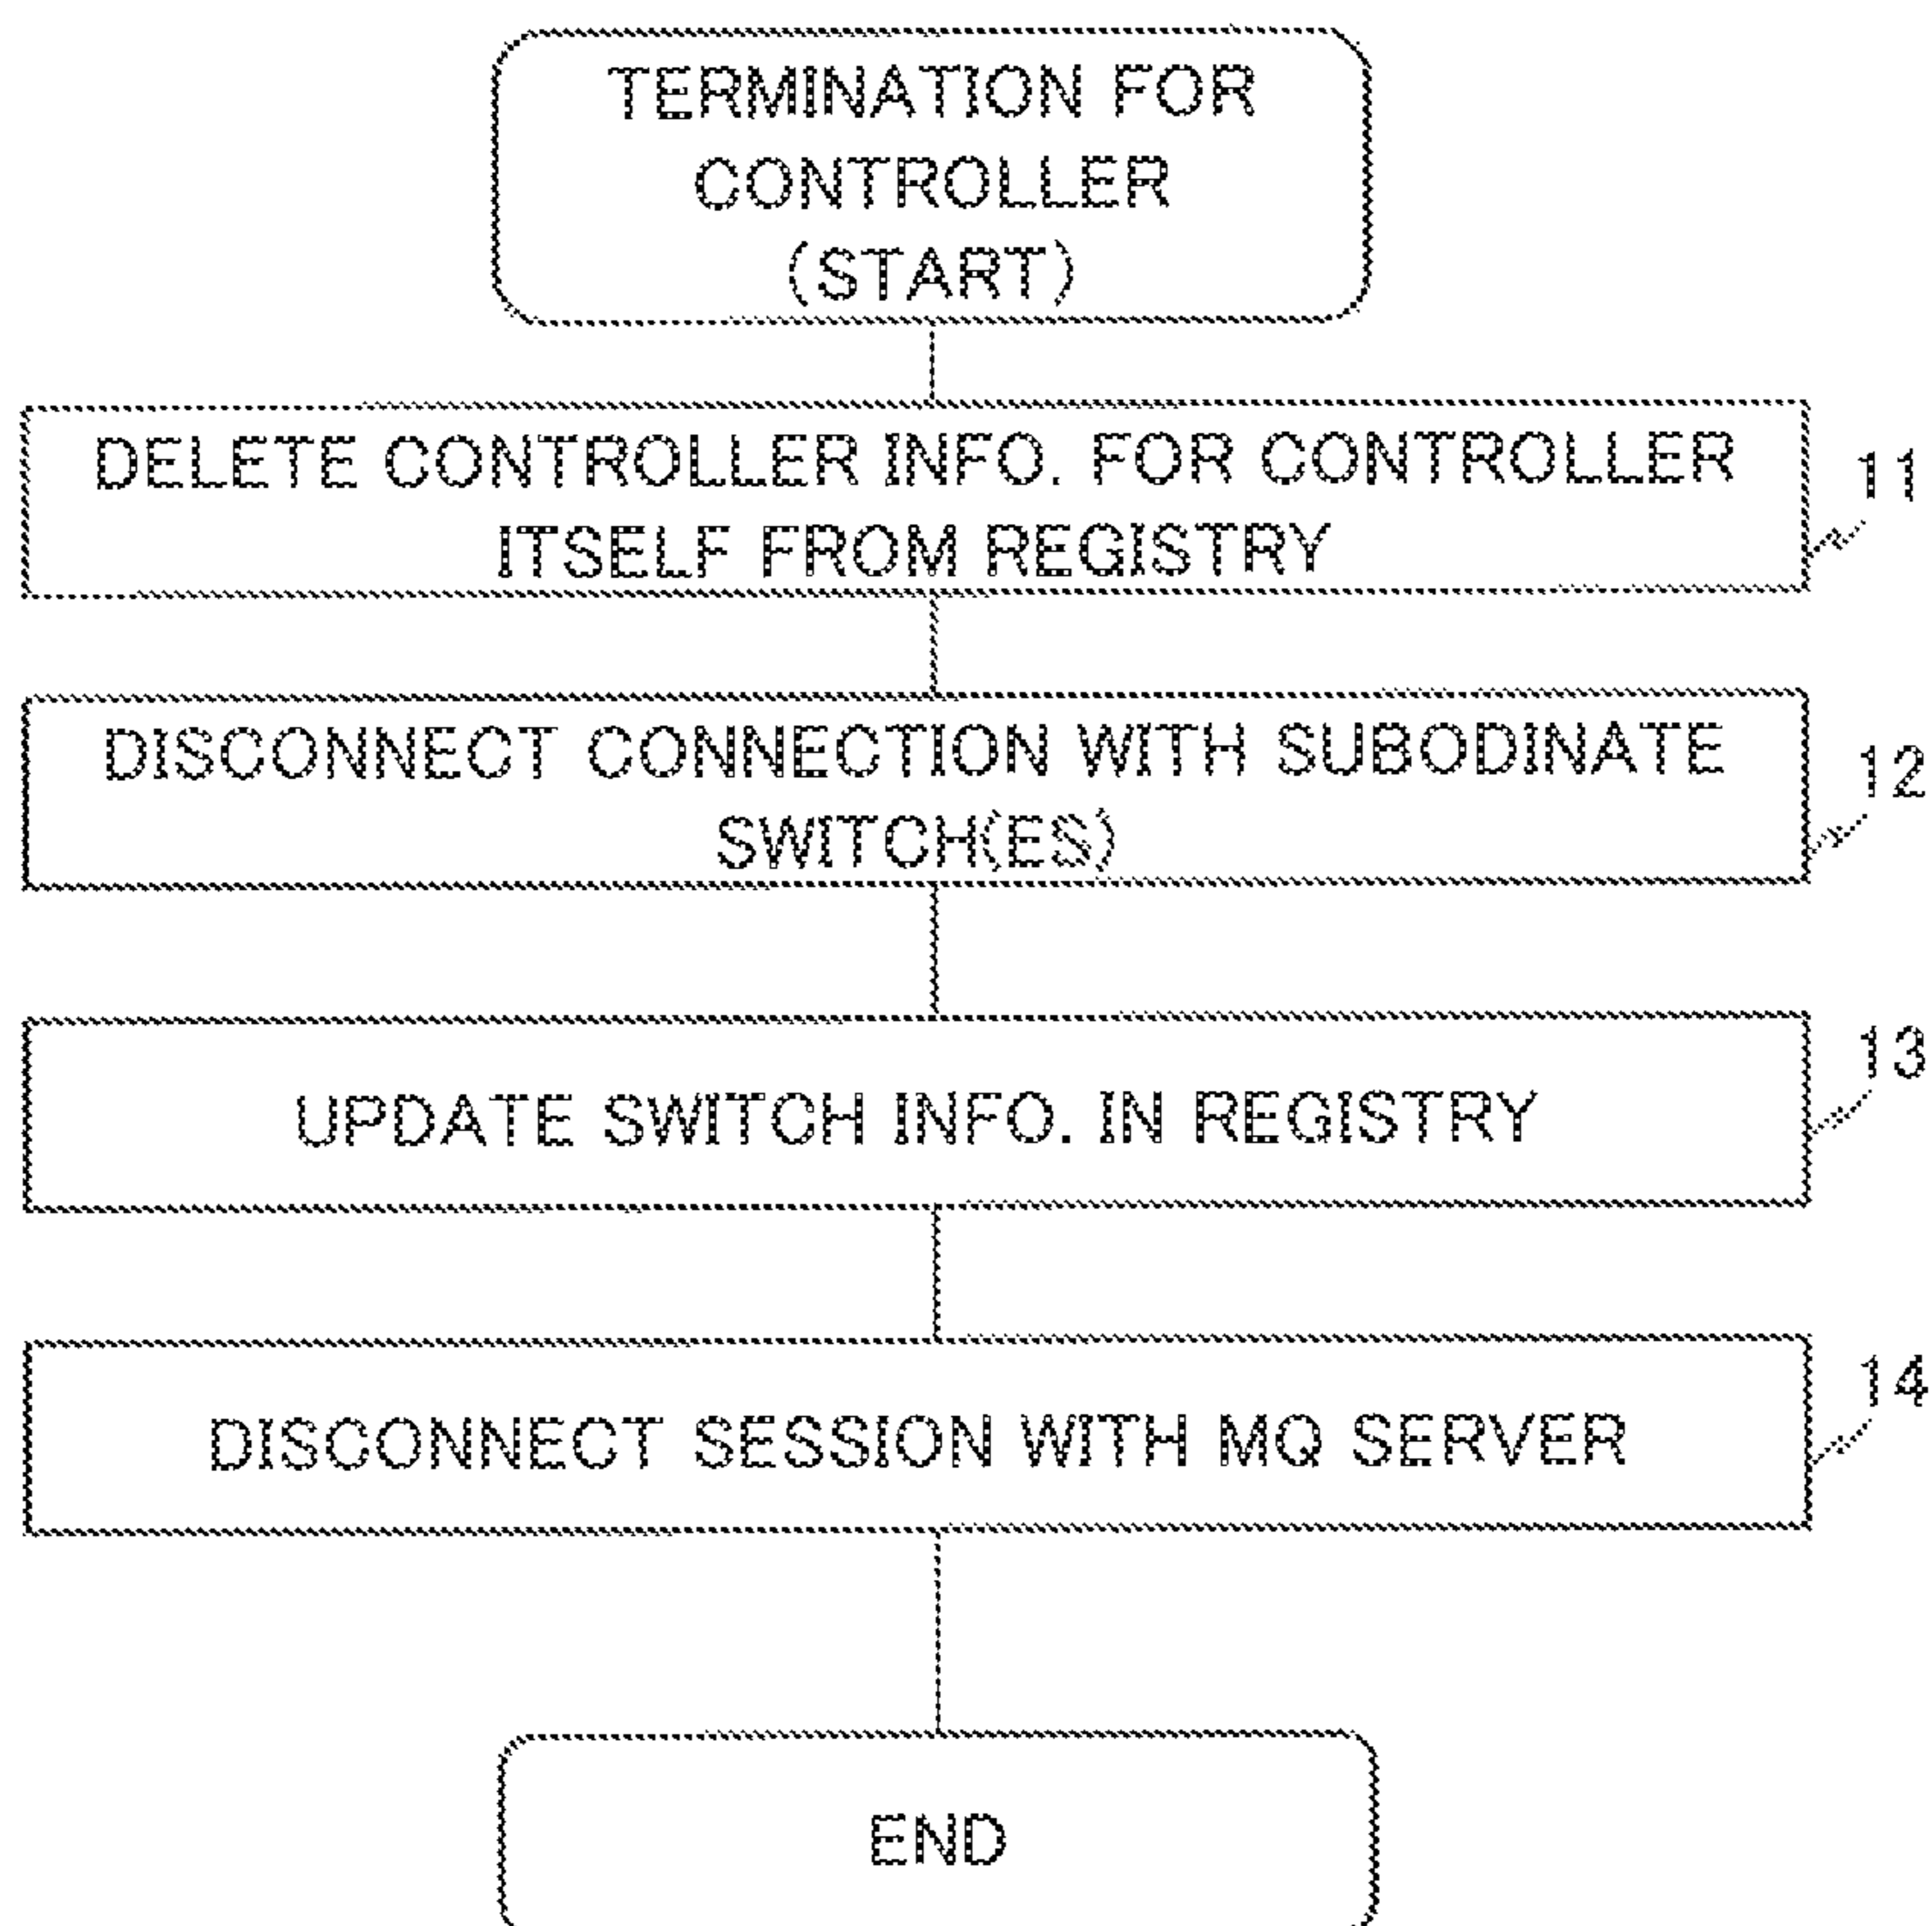 TERMINATION FOR
CONTROLLER
(START)
DELETE CONTROLLER INFO. FOR CONTROLLER
ITSELF FROM REGISTRY
11
DISCONNECT CONNECTION WITH SUBODINATE
SWITCH(ES)
12
UPDATE SWITCH INFO. IN REGISTRY
13
DISCONNECT SESSION WITH MQ SERVER
14
END